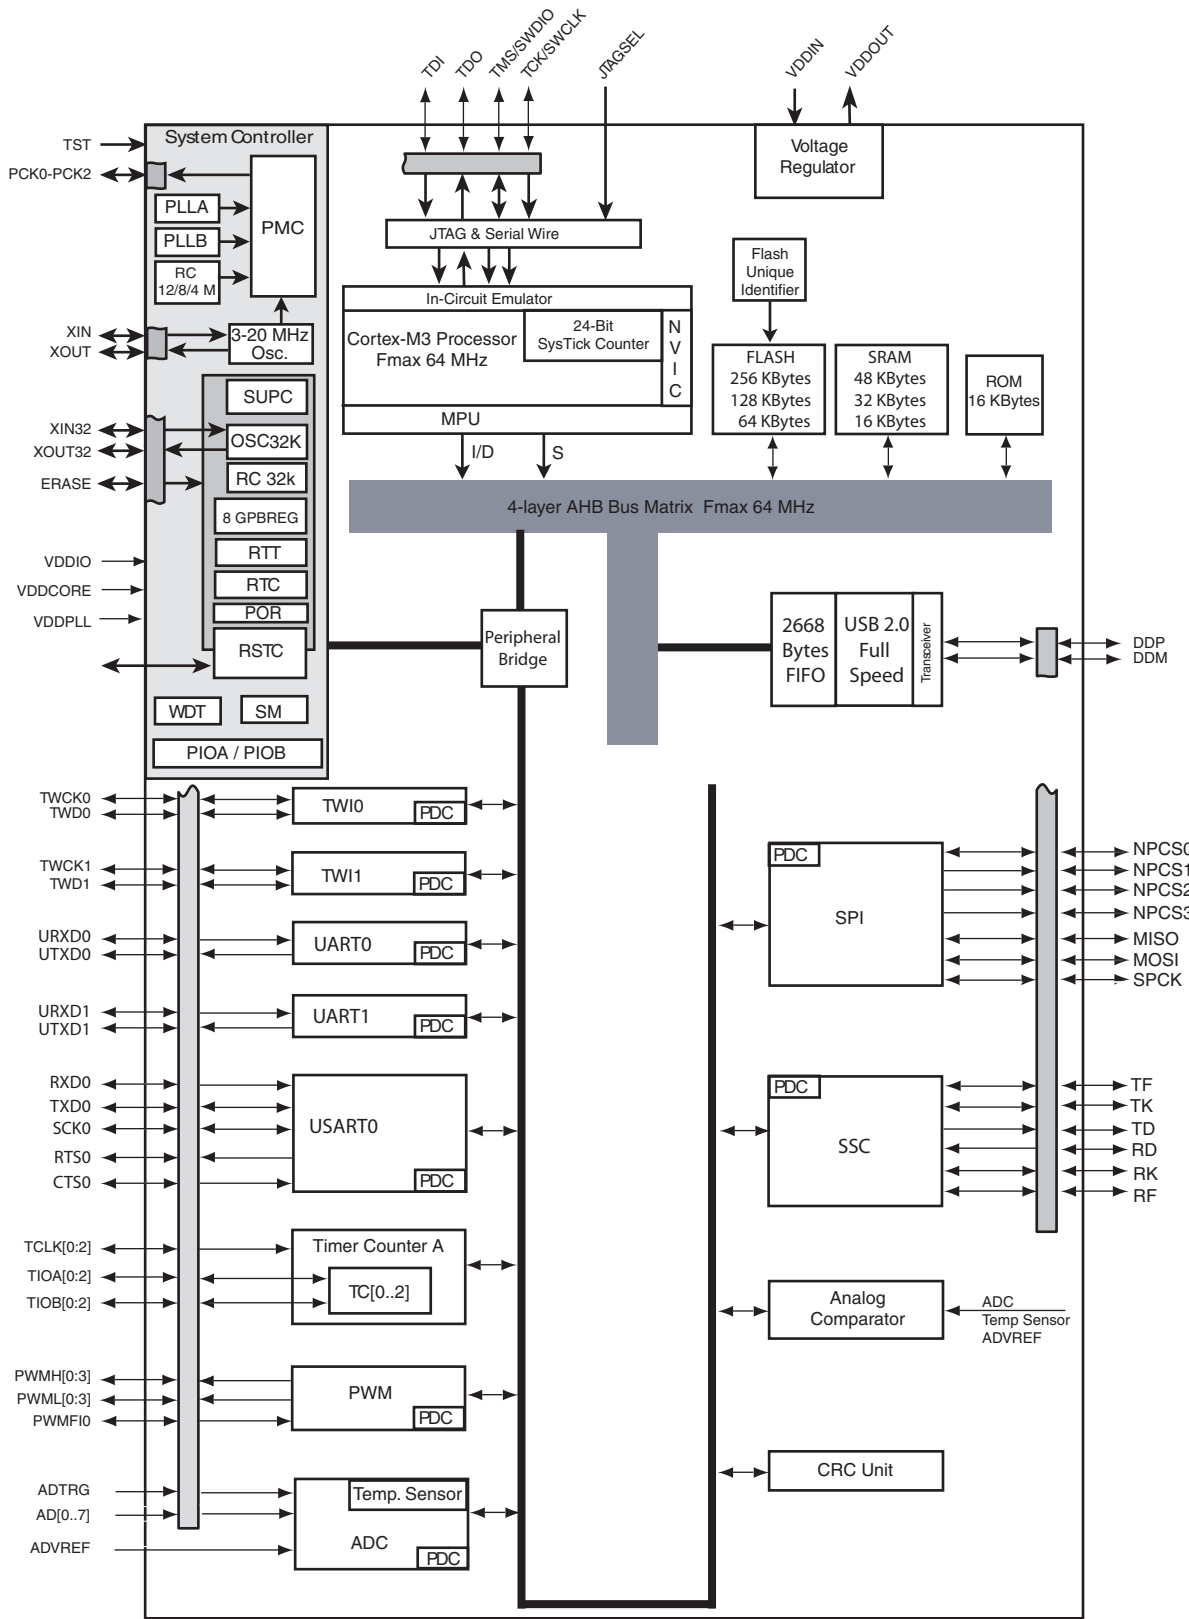 TDI
TDO
TMS/SWDIO
TCK/SWCLK
JTAGSEL
VDDIN
VDDOUT
System Controller
TST
PCK0-PCK2
PLLA
PMC
PLLB
RC
12/8/4 M
XIN
XOUT
3-20 MHz
Osc.
SUPC
XIN32
OSC32K
XOUT32
ERASE
RC 32k
8 GPBREG
RTT
VDDIO
RTC
VDDCORE
POR
VDDPLL
RSTC
WDT
SM
PIOA / PIOB
Voltage
Regulator
JTAG & Serial Wire
Flash
Unique
Identifier
In-Circuit Emulator
Cortex-M3 Processor
Fmax 64 MHz
24-Bit
SysTick Counter
N
V
I
C
MPU
FLASH
256 KBytes
128 KBytes
64 KBytes
SRAM
48 KBytes
32 KBytes
16 KBytes
ROM
16 KBytes
I/D
S
4-layer AHB Bus Matrix Fmax 64 MHz
Peripheral
Bridge
2668
Bytes
FIFO
USB 2.0
Full
Speed
Transceiver
DDP
DDM
TWCK0
TWD0
TWI0
PDC
TWCK1
TWD1
TWI1
PDC
URXD0
UTXD0
UART0
PDC
URXD1
UTXD1
UART1
PDC
RXD0
TXD0
SCK0
RTS0
CTS0
USART0
PDC
TCLK[0:2]
TIOA[0:2]
TIOB[0:2]
Timer Counter A
TC[0..2]
PWMH[0:3]
PWML[0:3]
PWMFI0
PWM
PDC
ADTRG
AD[0..7]
ADVREF
Temp. Sensor
ADC
PDC
PDC
SPI
NPCS0
NPCS1
NPCS2
NPCS3
MISO
MOSI
SPCK
PDC
SSC
TF
TK
TD
RD
RK
RF
Analog
Comparator
ADC
Temp Sensor
ADVREF
CRC Unit